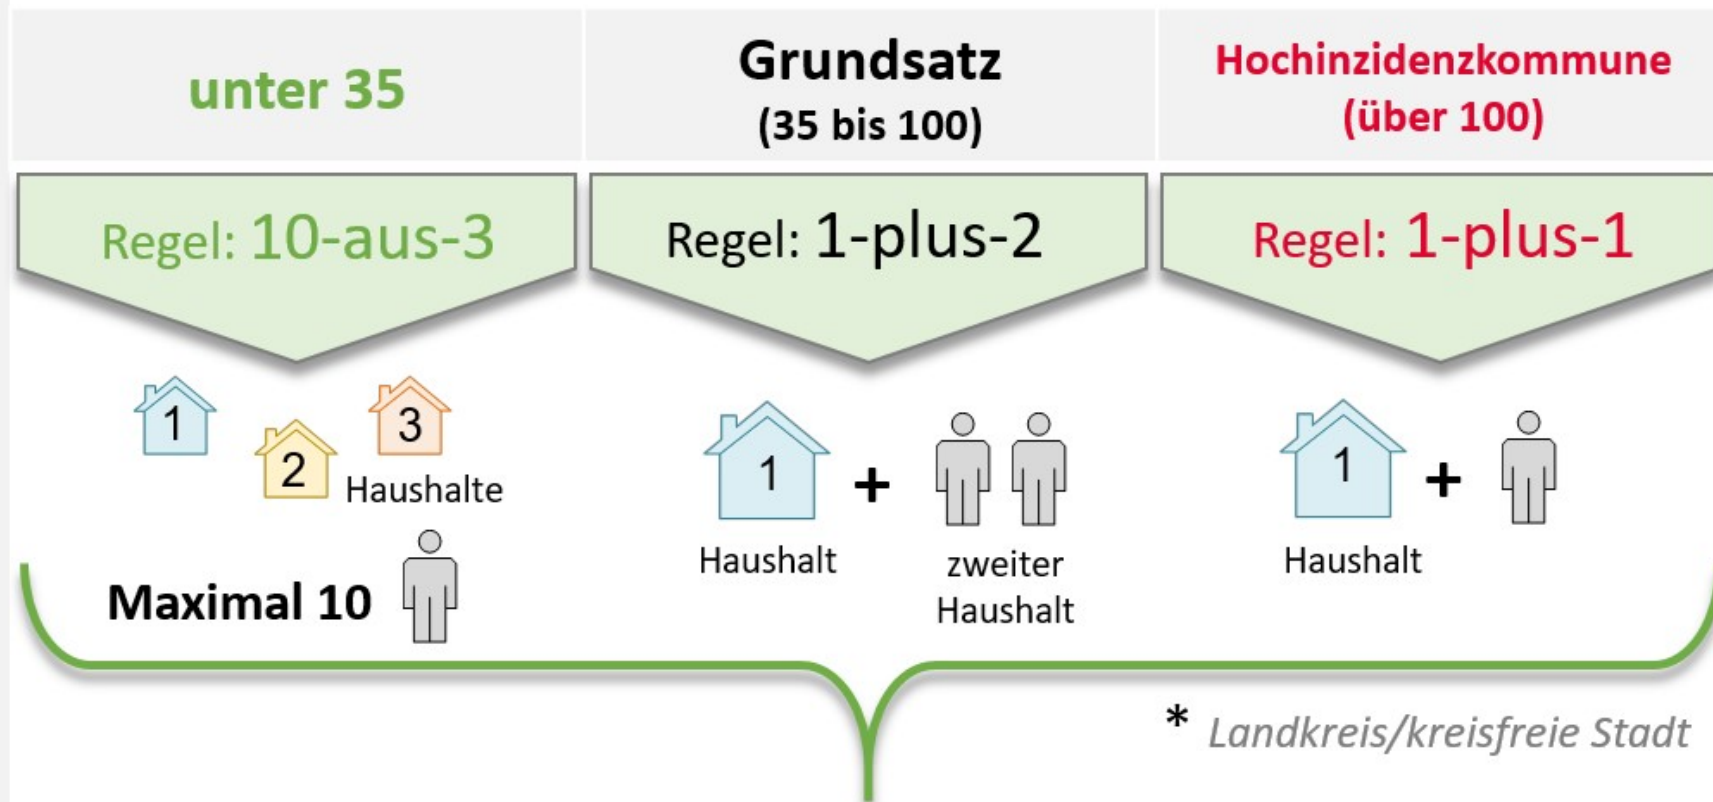 unter 35
Grundsatz
(35 bis 100)
Hochinzidenzkommune
(über 100)
Regel: 10-aus-3
Regel: 1-plus-2
Regel: 1-plus-1
1
2
3
Haushalte
Maximal 10
1
+
Haushalt
zweiter
Haushalt
1
+
Haushalt
* Landkreis/kreisfreie Stadt